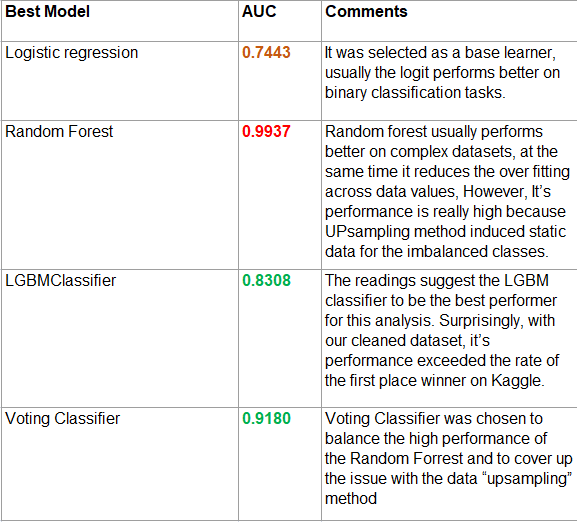 Best Model AUC Comments
Logistic regression 0.7443 It was selected as a base learner,
usually the logit performs better on
binary classification tasks.
Random Forest 0.9937 Random forest usually performs
better on complex datasets, at the
same time it reduces the over fitting
across data values, However, It's
performance is really high because
UPsampling method induced static
data for the imbalanced classes.
LGBMClassifier 0.8308 The readings suggest the LGBM
classifier to be the best performer
for this analysis. Surprisingly, with
our cleaned dataset, it's
performance exceeded the rate of
the first place winner on Kaggle.
Voting Classifier 0.9180 Voting Classifier was chosen to
balance the high performance of
the Random Forrest and to cover up
the issue with the data “upsampling”
method